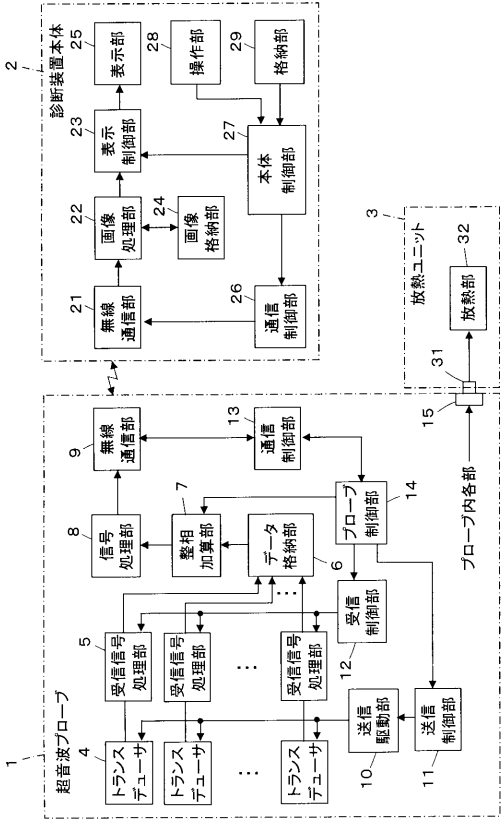 1
超音波プローブ
4
トランス
デューサ
トランス
デューサ
⋮
トランス
デューサ
5
受信信号
処理部
受信信号
処理部
⋮
受信信号
処理部
⋮
データ
格納部
6
7
整相
加算部
8
信号
処理部
9
無線
通信部
10
送信
駆動部
11
送信
制御部
12
受信
制御部
13
通信
制御部
14
プローブ
制御部
プローブ内各部
15
2
診断装置本体
21
無線
通信部
22
画像
処理部
23
表示
制御部
24
画像
格納部
25
表示部
26
通信
制御部
27
本体
制御部
28
操作部
29
格納部
3
放熱ユニット
31
32
放熱部